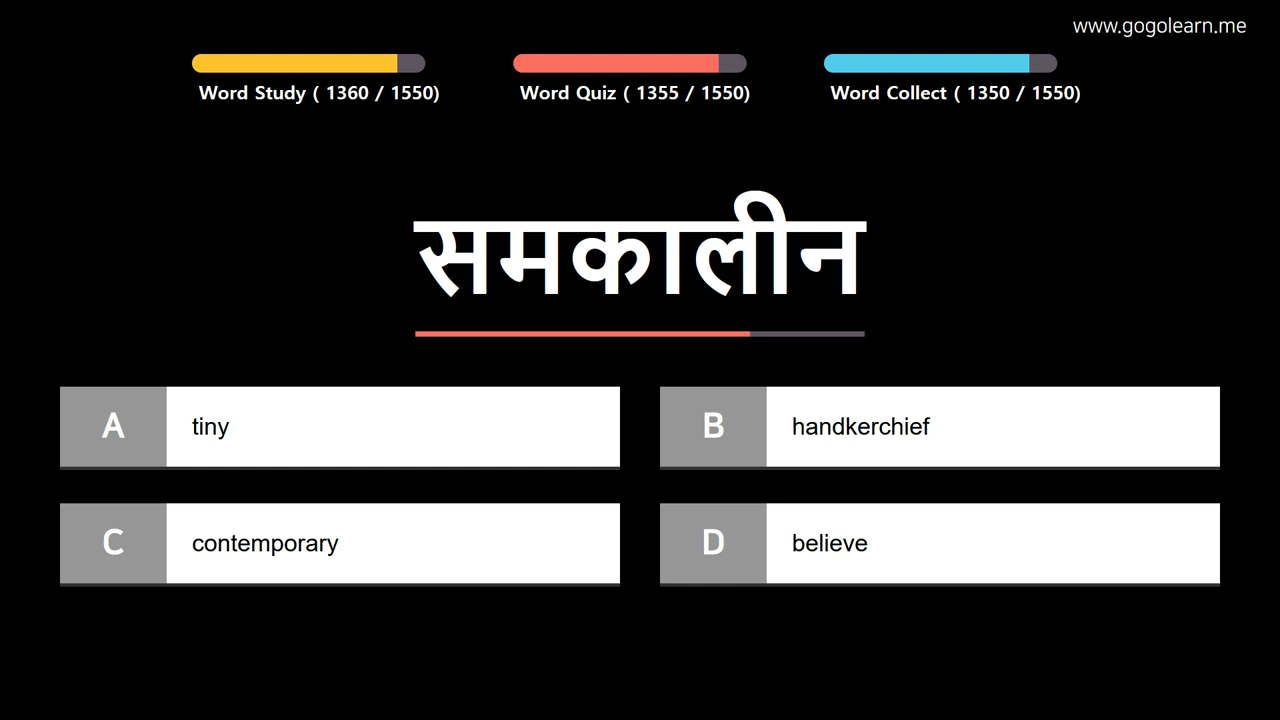 www.gogolearn.me
Word Study ( 1360 / 1550)
Word Quiz ( 1355 / 1550)
Word Collect ( 1350 / 1550)
समकालीन
A tiny
B handkerchief
C contemporary
D believe